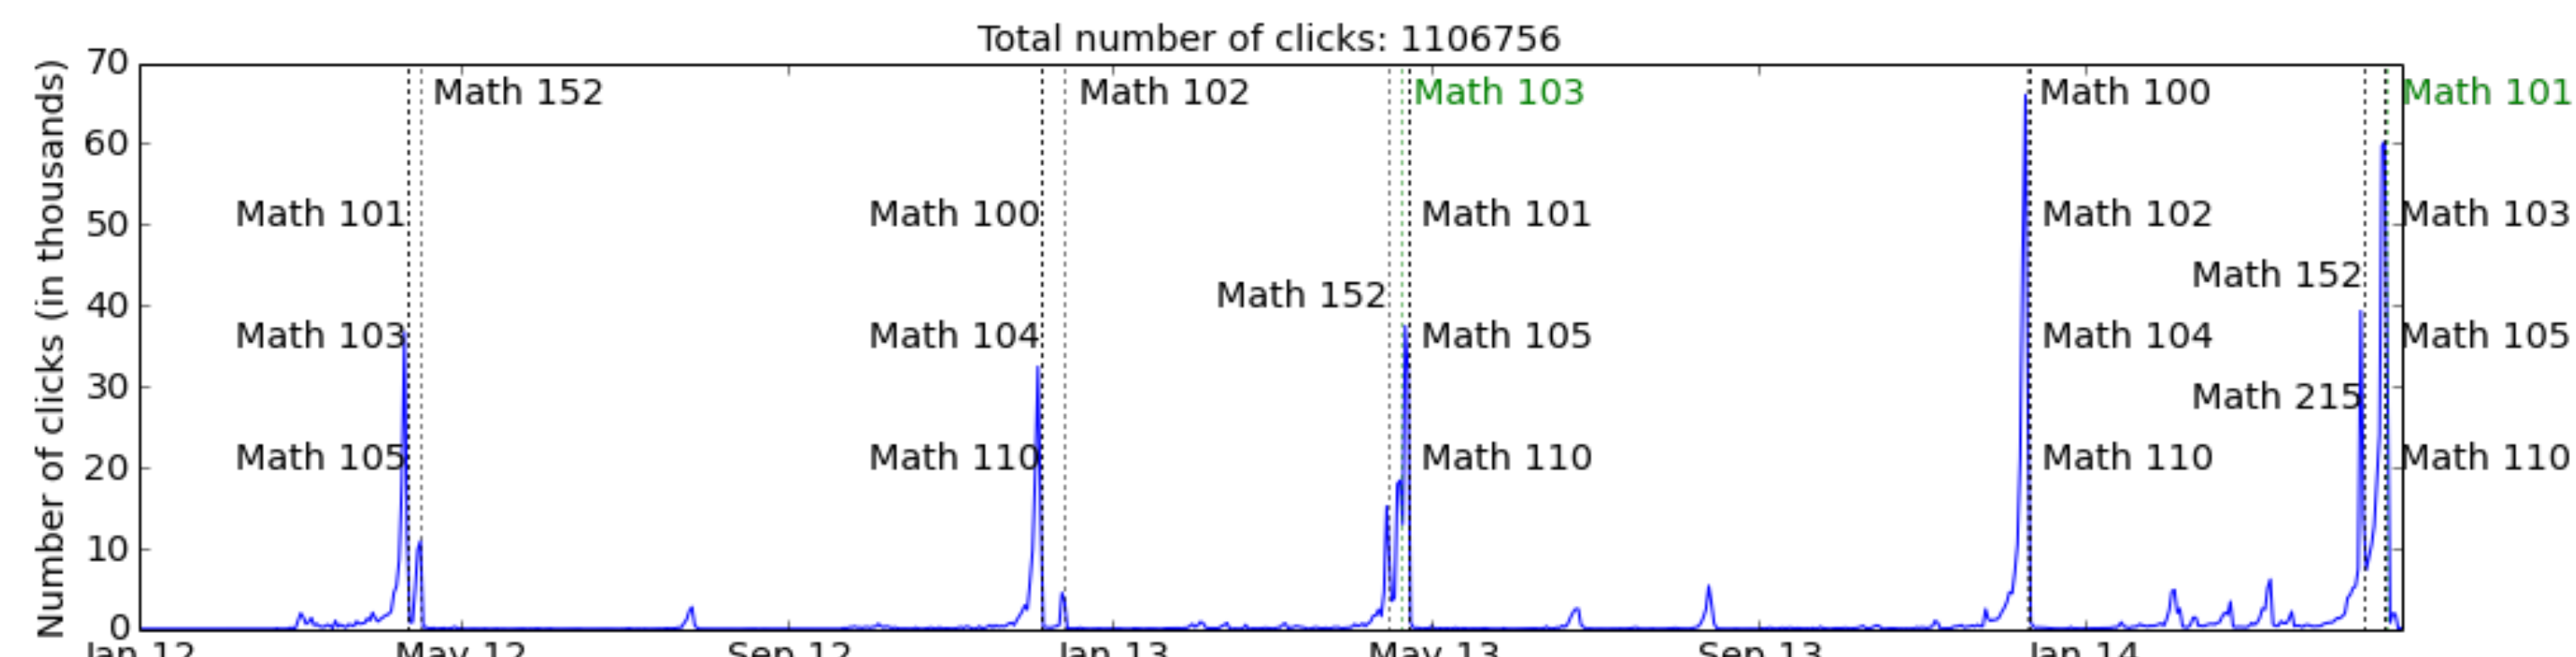 Total number of clicks: 1106756
Number of clicks (in thousands)
70
60
50
40
30
20
10
0
Math 152 Math 102 Math 103 Math 100 Math 101
Math 101 Math 100 Math 101 Math 102 Math 103
Math 152 Math 152
Math 103 Math 104 Math 105 Math 104 Math 105
Math 215
Math 105 Math 110 Math 110 Math 110 Math 110
Jan 12 May 12 Sep 12 Jan 13 May 13 Sep 13 Jan 14